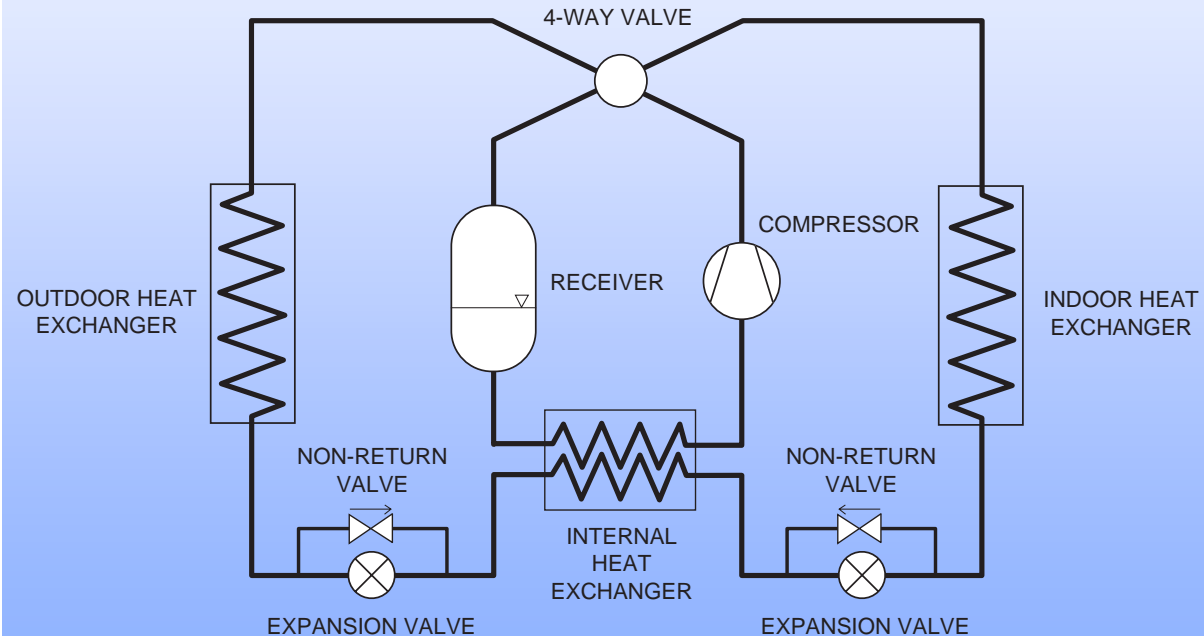 4-WAY VALVE
COMPRESSOR
RECEIVER
OUTDOOR HEAT
EXCHANGER
INDOOR HEAT
EXCHANGER
NON-RETURN
VALVE
NON-RETURN
VALVE
INTERNAL
HEAT
EXCHANGER
EXPANSION VALVE
EXPANSION VALVE